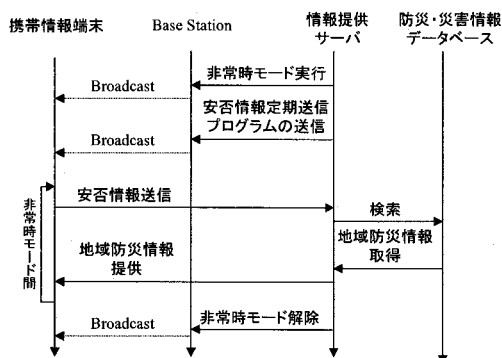 携帯情報端末
Base Station
情報提供
サーバ
防災・災害情報
データベース
非常時モード実行
Broadcast
安否情報定期送信
プログラムの送信
Broadcast
非常時モード間
安否情報送信
検索
地域防災情報
取得
地域防災情報
提供
非常時モード解除
Broadcast